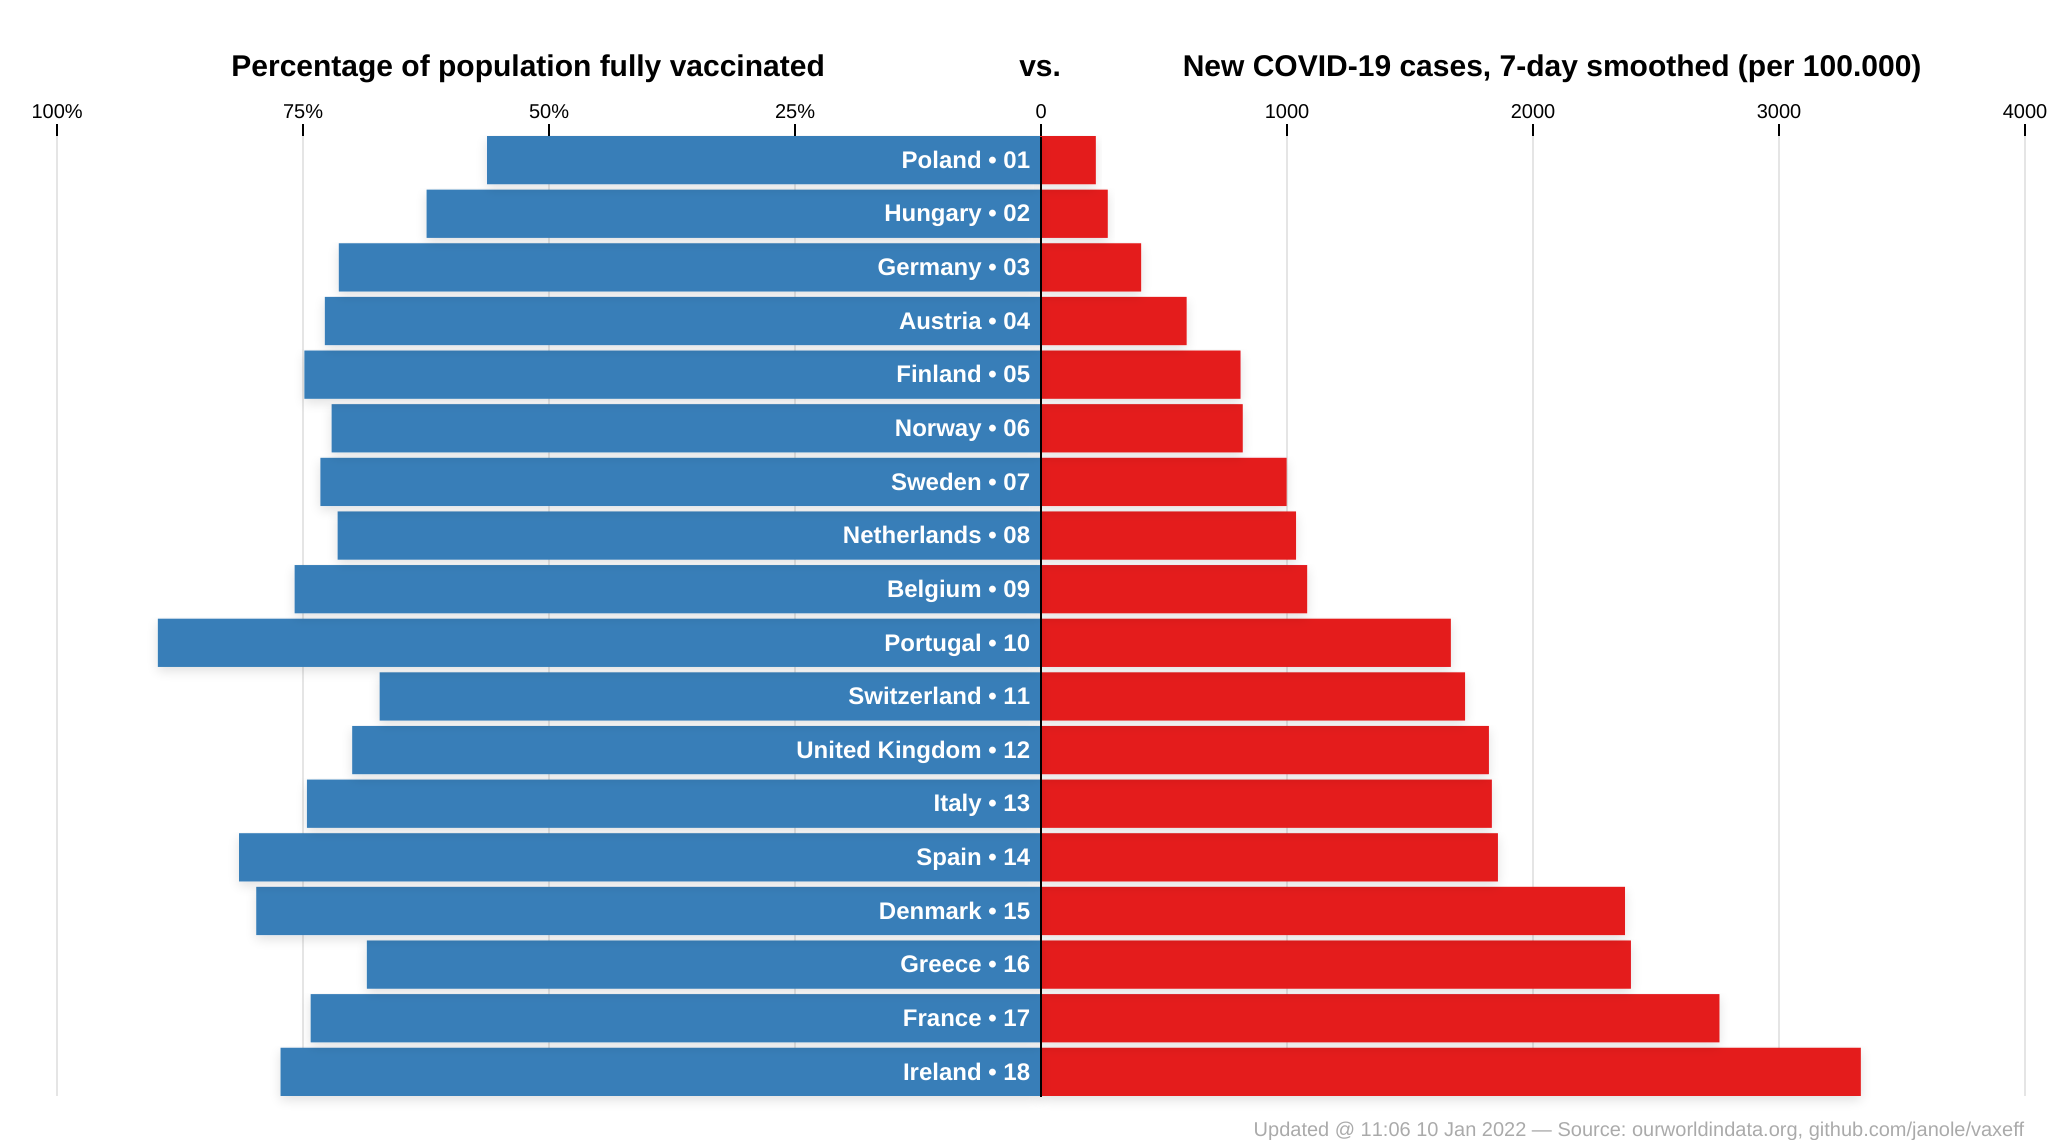 Percentage of population fully vaccinated vs. New COVID-19 cases, 7-day smoothed (per 100.000)
100% 75% 50% 25% 0 1000 2000 3000 4000
Poland • 01
Hungary • 02
Germany • 03
Austria • 04
Finland • 05
Norway • 06
Sweden • 07
Netherlands • 08
Belgium • 09
Portugal • 10
Switzerland • 11
United Kingdom • 12
Italy • 13
Spain • 14
Denmark • 15
Greece • 16
France • 17
Ireland • 18
Updated @ 11:06 10 Jan 2022 — Source: ourworldindata.org, github.com/janole/vaxeff